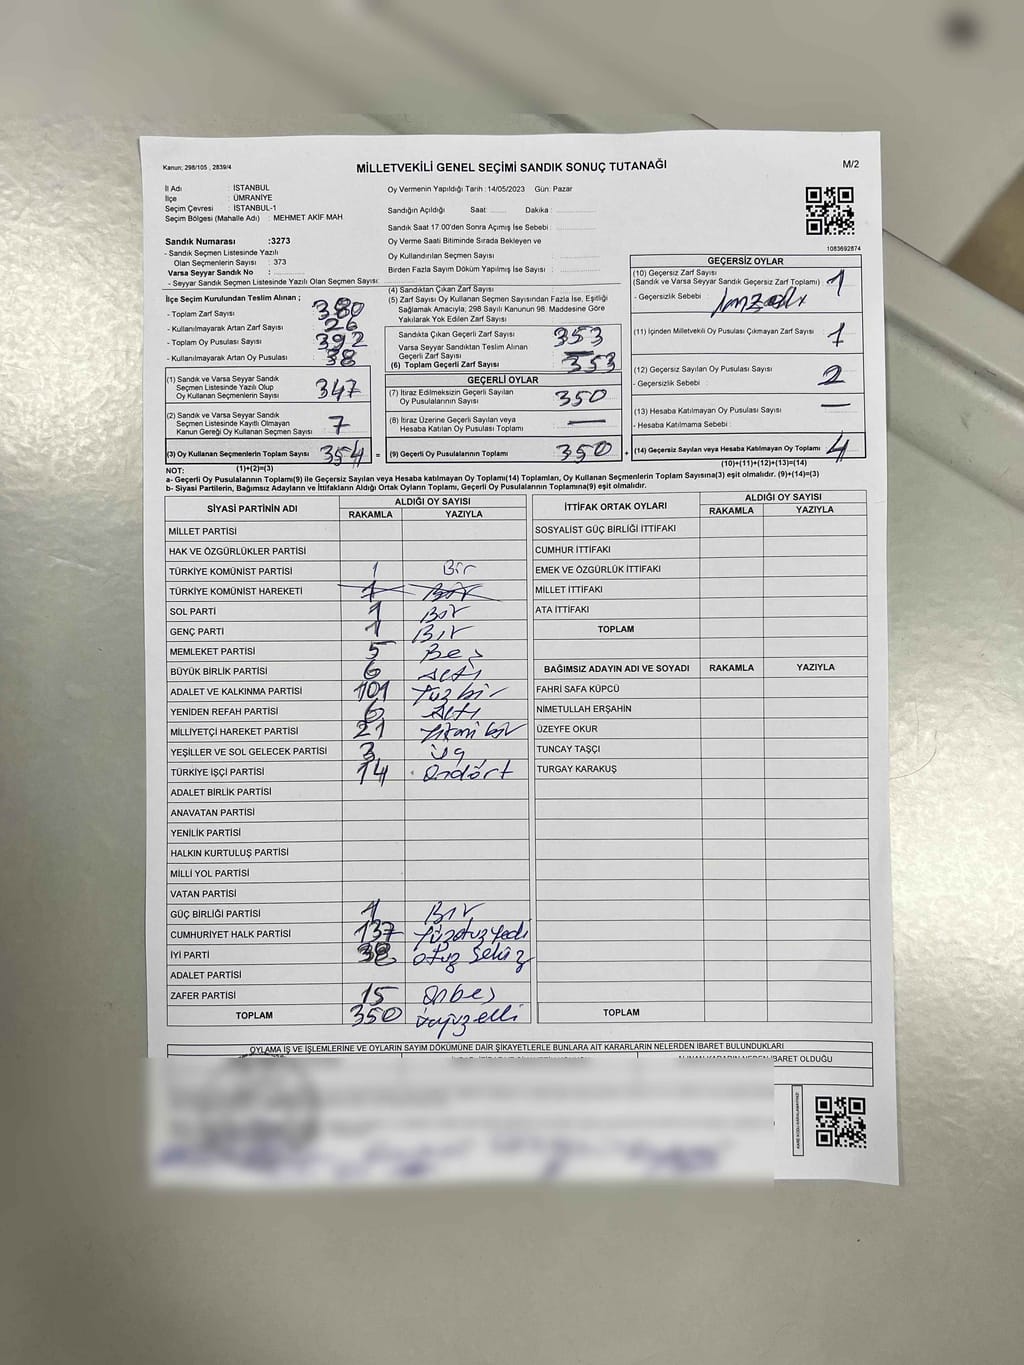 Kanun: 298/105 , 2839/4
MİLLETVEKİLİ GENEL SEÇİMİ SANDIK SONUÇ TUTANAĞI
M/2
İl Adı : İSTANBUL
İlçe : ÜMRANİYE
Seçim Çevresi : İSTANBUL-1
Seçim Bölgesi (Mahalle Adı) : MEHMET AKİF MAH.
Sandık Numarası :3273
- Sandık Seçmen Listesinde Yazılı
Olan Seçmenlerin Sayısı : 373
Varsa Seyyar Sandık No :
- Seyyar Sandık Seçmen Listesinde Yazılı Olan Seçmen Sayısı:
Oy Vermenin Yapıldığı Tarih :14/05/2023 Gün: Pazar
Sandığın Açıldığı Saat: Dakika :
Sandık Saat 17.00'den Sonra Açımış İse Sebebi :
Oy Verme Saati Bitiminde Sırada Bekleyen ve
Oy Kullandırılan Seçmen Sayısı :
Birden Fazla Sayım Döküm Yapılmış İse Sayısı :
1083692874
İlçe Seçim Kurulundan Teslim Alınan ;
- Toplam Zarf Sayısı : 380
- Kullanılmayarak Artan Zarf Sayısı : 26
- Toplam Oy Pusulası : 392
- Kullanılmayarak Artan Oy Pusulası : 38
(1) Sandık ve Varsa Seyyar Sandık
Seçmen Listesinde Yazılı Olup
Oy Kullanan Seçmenlerin Sayısı : 347
(2) Sandık ve Varsa Seyyar Sandık
Seçmen Listesinde Kayıtlı Olmayan
Kanun Gereği Oy Kullanan Seçmen Sayısı : 7
(3) Oy Kullanan Seçmenlerin Toplam Sayısı : 354 =
(4) Sandıktan Çıkan Zarf Sayısı :
(5) Zarf Sayısı Oy Kullanan Seçmen Sayısından Fazla İse, Eşitliği
Sağlamak Amacıyla, 298 Sayılı Kanunun 98. Maddesine Göre
Yakılarak Yok Edilen Zarf Sayısı :
Sandıkta Çıkan Geçerli Zarf Sayısı : 353
Varsa Seyyar Sandıktan Teslim Alınan
Geçerli Zarf Sayısı : —
(6) Toplam Geçerli Zarf Sayısı : 353
GEÇERLİ OYLAR
(7) İtiraz Edilmeksizin Geçerli Sayılan
Oy Pusulalarının Sayısı : 350
(8) İtiraz Üzerine Geçerli Sayılan veya
Hesaba Katılan Oy Pusulası Toplamı : —
(9) Geçerli Oy Pusulalarının Toplamı : 350 +
GEÇERSİZ OYLAR
(10) Geçersiz Zarf Sayısı
(Sandık ve Varsa Seyyar Sandık Geçersiz Zarf Toplamı) : 1
- Geçersizlik Sebebi :
(11) İçinden Milletvekili Oy Pusulası Çıkmayan Zarf Sayısı : 1
(12) Geçersiz Sayılan Oy Pusulası Sayısı : 2
- Geçersizlik Sebebi :
(13) Hesaba Katılmayan Oy Pusulası Sayısı : —
- Hesaba Katılmama Sebebi :
(14) Geçersiz Sayılan veya Hesaba Katılmayan Oy Toplamı : 4
NOT: (1)+(2)=(3) (10)+(11)+(12)+(13)=(14)
a- Geçerli Oy Pusulalarının Toplamı(9) ile Geçersiz Sayılan veya Hesaba katılmayan Oy Toplamı(14) Toplamları, Oy Kullanan Seçmenlerin Toplam Sayısına(3) eşit olmalıdır. (9)+(14)=(3)
b- Siyasi Partilerin, Bağımsız Adayların ve İttifakların Aldığı Ortak Oyların Toplamı, Geçerli Oy Pusulalarının Toplamına(9) eşit olmalıdır.
SİYASİ PARTİNİN ADI ALDIĞI OY SAYISI
RAKAMLA YAZIYLA
MİLLET PARTİSİ
HAK VE ÖZGÜRLÜKLER PARTİSİ
TÜRKİYE KOMÜNİST PARTİSİ 1 Bir
TÜRKİYE KOMÜNİST HAREKETİ 1 Bir
SOL PARTİ 1 Bir
GENÇ PARTİ 1 Bir
MEMLEKET PARTİSİ 5 Beş
BÜYÜK BİRLİK PARTİSİ 6 Altı
ADALET VE KALKINMA PARTİSİ 101 Yüz bir
YENİDEN REFAH PARTİSİ 6 Altı
MİLLİYETÇİ HAREKET PARTİSİ 21 Yirmi bir
YEŞİLLER VE SOL GELECEK PARTİSİ 3 üç
TÜRKİYE İŞÇİ PARTİSİ 14 Ondört
ADALET BİRLİK PARTİSİ
ANAVATAN PARTİSİ
YENİLİK PARTİSİ
HALKIN KURTULUŞ PARTİSİ
MİLLİ YOL PARTİSİ
VATAN PARTİSİ
GÜÇ BİRLİĞİ PARTİSİ 1 Bir
CUMHURİYET HALK PARTİSİ 137 Yüzotuzyedi
İYİ PARTİ 38 otuz Sekiz
ADALET PARTİSİ
ZAFER PARTİSİ 15 Onbeş
TOPLAM 350 üçyüzelli
İTTİFAK ORTAK OYLARI ALDIĞI OY SAYISI
RAKAMLA YAZIYLA
SOSYALİST GÜÇ BİRLİĞİ İTTİFAKI
CUMHUR İTTİFAKI
EMEK VE ÖZGÜRLÜK İTTİFAKI
MİLLET İTTİFAKI
ATA İTTİFAKI
TOPLAM
BAĞIMSIZ ADAYIN ADI VE SOYADI RAKAMLA YAZIYLA
FAHRİ SAFA KÜPCÜ
NİMETULLAH ERŞAHİN
ÜZEYFE OKUR
TUNCAY TAŞÇI
TURGAY KARAKUŞ
TOPLAM
OYLAMA İŞ VE İŞLEMLERİNE VE OYLARIN SAYIM DÖKÜMÜNE DAİR ŞİKAYETLERLE BUNLARA AİT KARARLARIN NELERDEN İBARET BULUNDUKLARI
ALINAN KARARIN NEDEN İBARET OLDUĞU